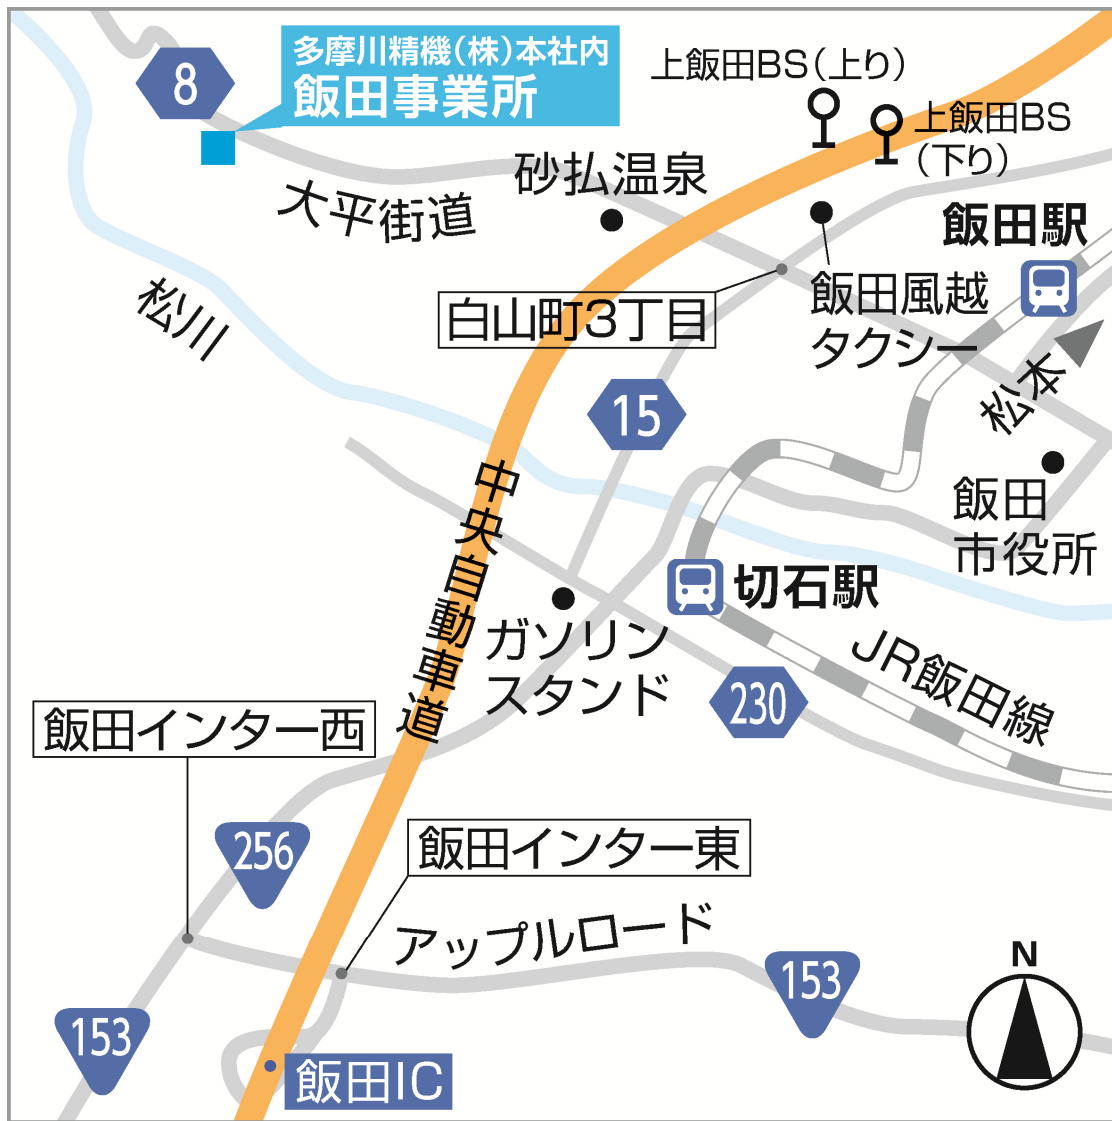 多摩川精機(株)本社内
飯田事業所
8
上飯田BS(上り)
上飯田BS
(下り)
砂払温泉
大平街道
飯田駅
松川
白山町3丁目
飯田風越
タクシー
松本
15
中央自動車道
飯田
市役所
切石駅
ガソリン
スタンド
JR飯田線
230
飯田インター西
256
飯田インター東
アップルロード
153
153
N
飯田IC